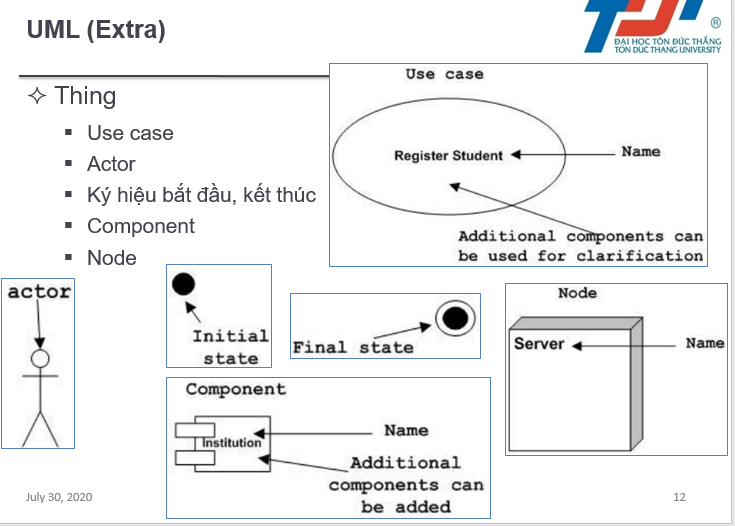 UML (Extra)
®
ĐẠI HỌC TÔN ĐỨC THẮNG
TON DUC THANG UNIVERSITY
Thing
Use case
Actor
Ký hiệu bắt đầu, kết thúc
Component
Node
Use case
Register Student
Name
Additional components can
be used for clarification
actor
Initial
state
Final state
Node
Server
Name
Component
Institution
Name
Additional
components can
be added
July 30, 2020
12